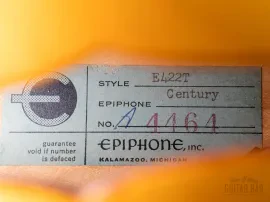 STYLE E422T
Century
EPIPHONE
NO. A 4464
guarantee
void if number
is defaced
EPIPHONE, INC.
KALAMAZOO, MICHIGAN